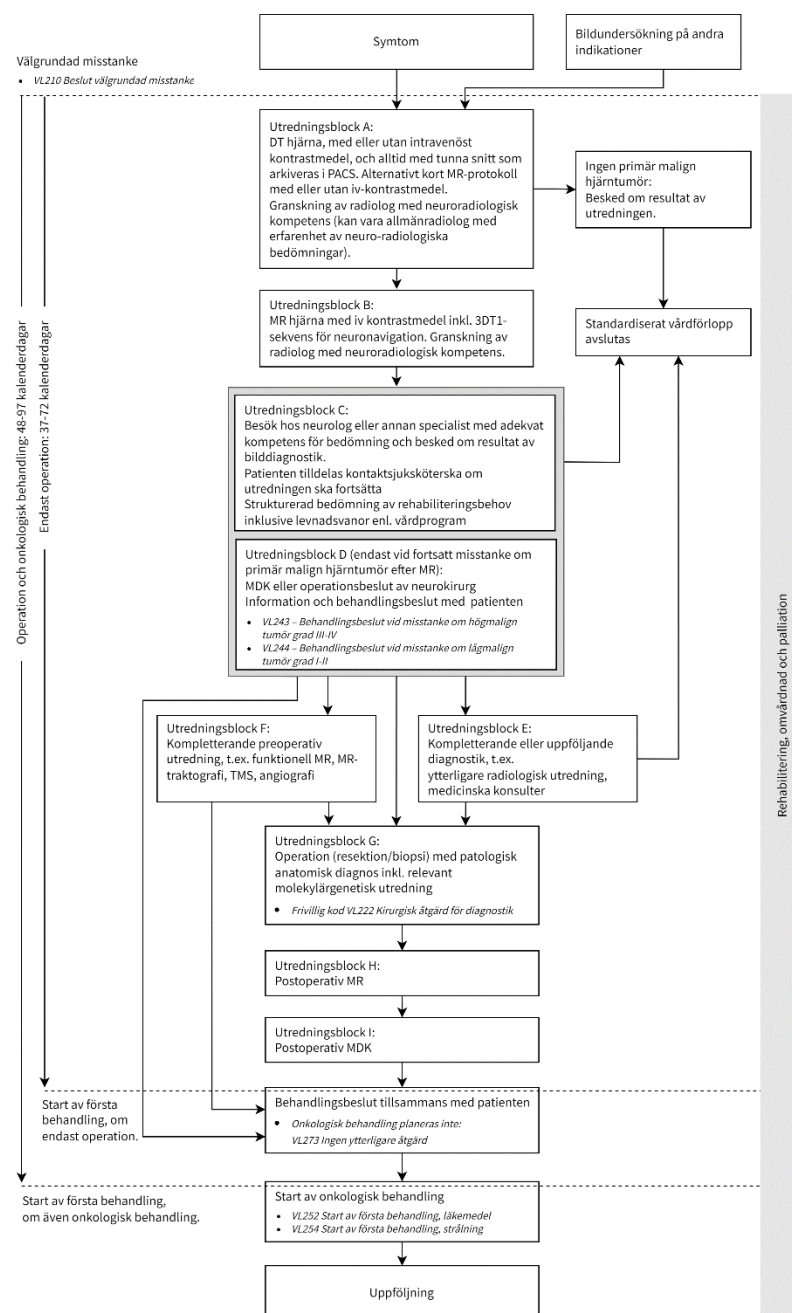 Symtom
Bildundersökning på andra
indikationer
Välgrundad misstanke
• VL210 Beslut välgrundad misstanke
Utredningsblock A:
DT hjärna, med eller utan intravenöst
kontrastmedel, och alltid med tunna snitt som
arkiveras i PACS. Alternativt kort MR-protokoll
med eller utan iv-kontrastmedel.
Granskning av radiolog med neuroradiologisk
kompetens (kan vara allmänradiolog med
erfarenhet av neuro-radiologiska
bedömningar).
Ingen primär malign
hjärntumör:
Besked om resultat av
utredningen.
Utredningsblock B:
MR hjärna med iv kontrastmedel inkl. 3DT1-
sekvens för neuronavigation. Granskning av
radiolog med neuroradiologisk kompetens.
Standardiserat vårdförlopp
avslutas
Operation och onkologisk behandling: 48-97 kalenderdagar
Endast operation: 37-72 kalenderdagar
Utredningsblock C:
Besök hos neurolog eller annan specialist med adekvat
kompetens för bedömning och besked om resultat av
bilddiagnostik.
Patienten tilldelas kontaktsjuksköterska om
utredningen ska fortsätta
Strukturerad bedömning av rehabiliteringsbehov
inklusive levnadsvanor enl. vårdprogram
Utredningsblock D (endast vid fortsatt misstanke om
primär malign hjärntumör efter MR):
MDK eller operationsbeslut av neurokirurg
Information och behandlingsbeslut med patienten
• VL243 – Behandlingsbeslut vid misstanke om högmalign
tumör grad III-IV
• VL244 – Behandlingsbeslut vid misstanke om lågmalign
tumör grad I-II
Rehabilitering, omvårdnad och palliation
Utredningsblock F:
Kompletterande preoperativ
utredning, t.ex. funktionell MR, MR-
traktografi, TMS, angiografi
Utredningsblock E:
Kompletterande eller uppföljande
diagnostik, t.ex.
ytterligare radiologisk utredning,
medicinska konsulter
Utredningsblock G:
Operation (resektion/biopsi) med patologisk
anatomisk diagnos inkl. relevant
molekylärgenetisk utredning
• Frivillig kod VL222 Kirurgisk åtgärd för diagnostik
Utredningsblock H:
Postoperativ MR
Utredningsblock I:
Postoperativ MDK
Start av första
behandling, om
endast operation.
Behandlingsbeslut tillsammans med patienten
• Onkologisk behandling planeras inte:
VL273 Ingen ytterligare åtgärd
Start av första behandling,
om även onkologisk behandling.
Start av onkologisk behandling
• VL252 Start av första behandling, läkemedel
• VL254 Start av första behandling, strålning
Uppföljning